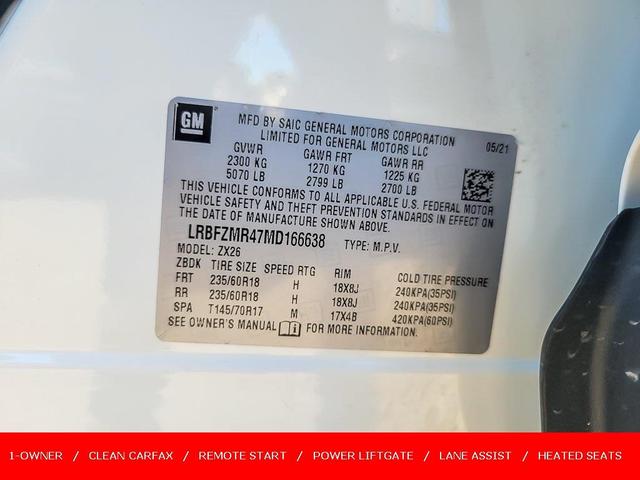 GM
MFD BY SAIC GENERAL MOTORS CORPORATION 05/21
LIMITED FOR GENERAL MOTORS LLC
GVWR GAWR FRT GAWR RR
2300 KG 1270 KG 1225 KG
5070 LB 2799 LB 2700 LB
THIS VEHICLE CONFORMS TO ALL APPLICABLE U.S. FEDERAL MOTOR
VEHICLE SAFETY AND THEFT PREVENTION STANDARDS IN EFFECT ON
THE DATE OF MANUFACTURE SHOWN ABOVE.
LRBFZMR47MD166638 TYPE: M.P.V.
MODEL: ZX26
ZBDK TIRE SIZE SPEED RTG RIM COLD TIRE PRESSURE
FRT 235/60R18 H 18X8J 240KPA(35PSI)
RR 235/60R18 H 18X8J 240KPA(35PSI)
SPA T145/70R17 M 17X4B 420KPA(60PSI)
SEE OWNER'S MANUAL FOR MORE INFORMATION.
1-OWNER / CLEAN CARFAX / REMOTE START / POWER LIFTGATE / LANE ASSIST / HEATED SEATS